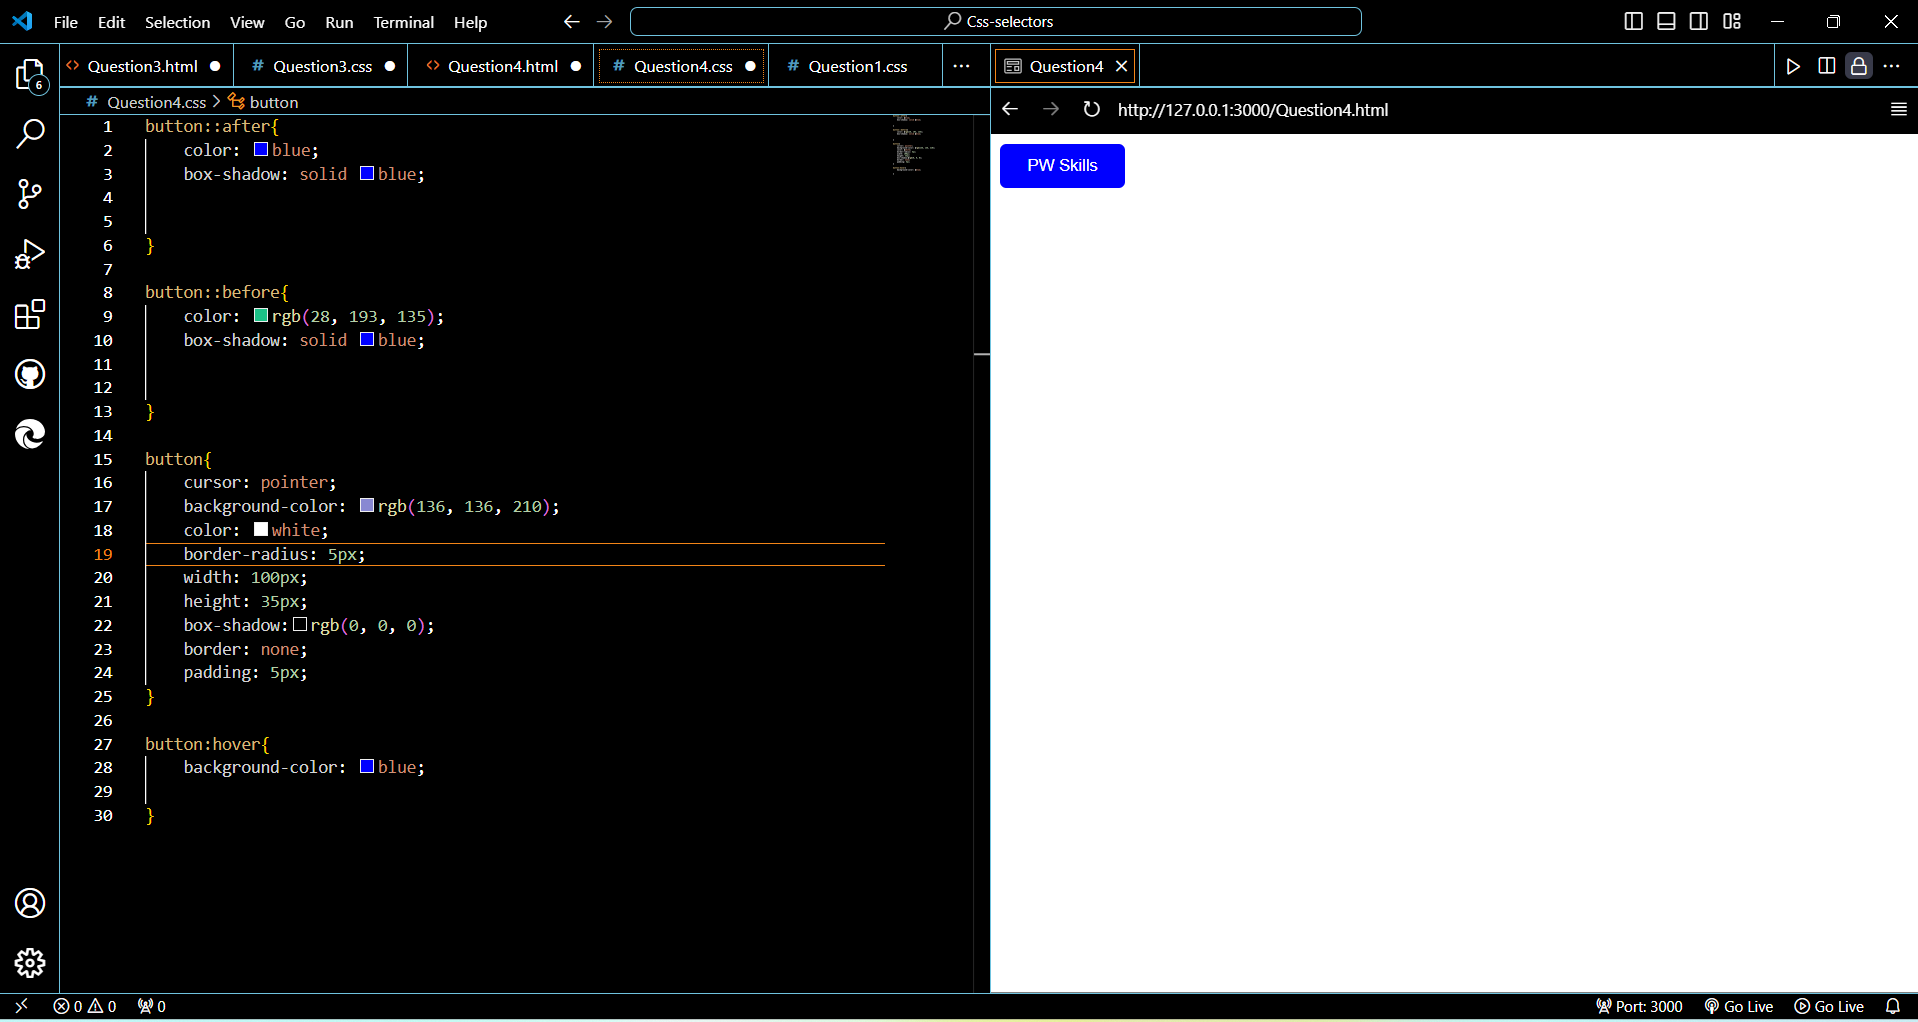 File Edit Selection View Go Run Terminal Help
Css-selectors
Question3.html
Question3.css
Question4.html
Question4.css
Question1.css
Question4
6
Question4.css > button
http://127.0.0.1:3000/Question4.html
PW Skills
1 button::after{
2 color: blue;
3 box-shadow: solid blue;
4
5
6 }
7
8 button::before{
9 color: rgb(28, 193, 135);
10 box-shadow: solid blue;
11
12
13 }
14
15 button{
16 cursor: pointer;
17 background-color: rgb(136, 136, 210);
18 color: white;
19 border-radius: 5px;
20 width: 100px;
21 height: 35px;
22 box-shadow: rgb(0, 0, 0);
23 border: none;
24 padding: 5px;
25 }
26
27 button:hover{
28 background-color: blue;
29
30 }
0 0 0
Port: 3000 Go Live Go Live